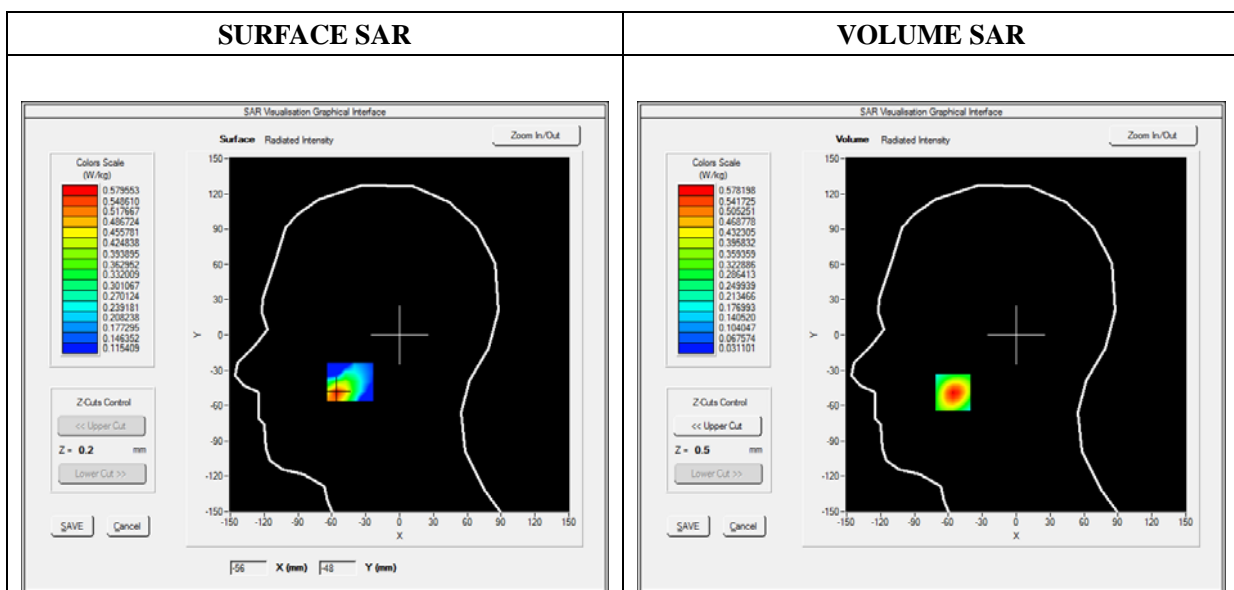 SURFACE SAR
SAR Visualisation Graphical Interface
Surface Radiated Intensity
Zoom In/Out
Colors Scale
(W/kg)
0.579553
0.548610
0.517667
0.486724
0.455781
0.424838
0.393895
0.362952
0.332009
0.301067
0.270124
0.239181
0.208238
0.177295
0.146352
0.115409
Z-Cuts Control
<< Upper Cut
Z = 0.2 mm
Lower Cut >>
SAVE Cancel
150
120
90
60
30
0
-30
-60
-90
-120
-150
Y
-150 -120 -90 -60 -30 0 30 60 90 120 150
X
-56 X (mm) -48 Y (mm)
VOLUME SAR
SAR Visualisation Graphical Interface
Volume Radiated Intensity
Zoom In/Out
Colors Scale
(W/kg)
0.578198
0.541725
0.505251
0.468778
0.432305
0.395832
0.359359
0.322886
0.286413
0.249939
0.213466
0.176993
0.140520
0.104047
0.067574
0.031101
Z-Cuts Control
<< Upper Cut
Z = 0.5 mm
Lower Cut >>
SAVE Cancel
150
120
90
60
30
0
-30
-60
-90
-120
-150
Y
-150 -120 -90 -60 -30 0 30 60 90 120 150
X